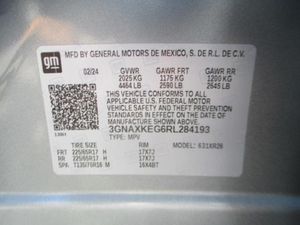 gm
MFD BY GENERAL MOTORS DE MEXICO, S. DE R.L. DE C.V.
02/24 GVWR GAWR FRT GAWR RR
2025 KG 1175 KG 1200 KG
4464 LB 2590 LB 2645 LB
THIS VEHICLE CONFORMS TO ALL
APPLICABLE U.S. FEDERAL MOTOR
VEHICLE SAFETY AND THEFT PREVENTION
STANDARDS IN EFFECT ON THE DATE OF
MANUFACTURE SHOWN ABOVE.
3GNAXKEG6RL284193
TYPE: MPV
TIRE SIZE RIM MODEL: 631XR26
FRT 225/65R17 H 17X7J
RR 225/65R17 H 17X7J
SPA T135/70R16 M 16X4BT